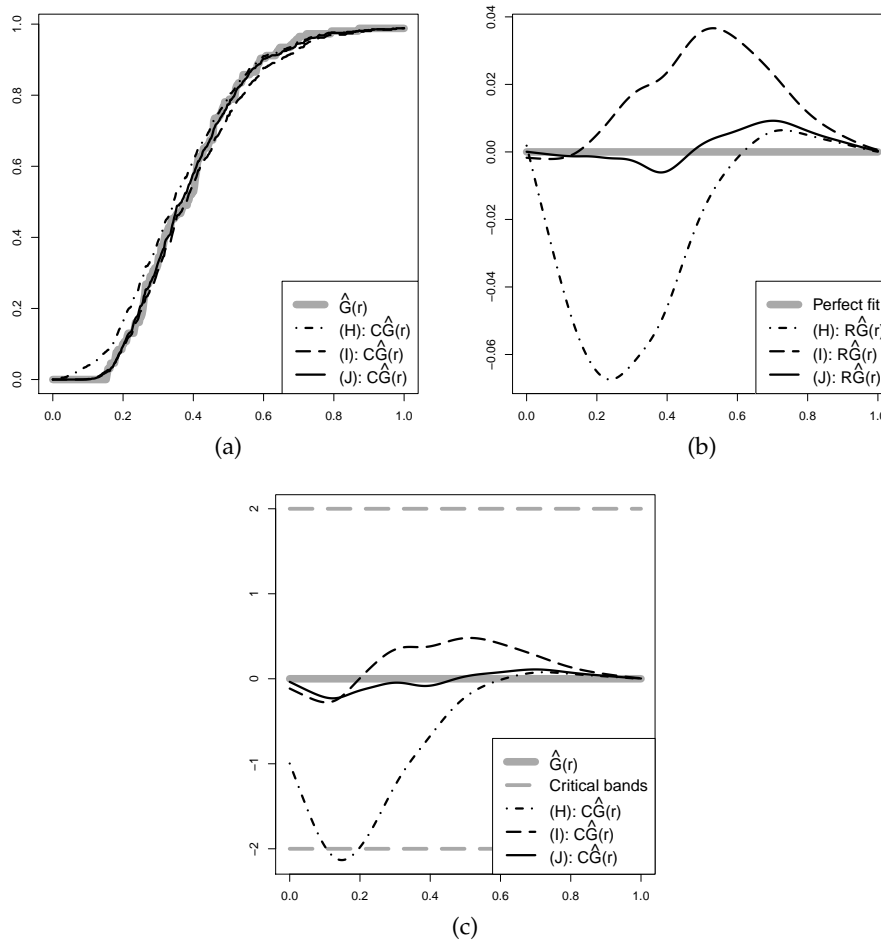 1.0
0.8
0.6
0.4
0.2
0.0
Ĝ(r)
(H): CĜ(r)
(I): CĜ(r)
(J): CĜ(r)
0.0 0.2 0.4 0.6 0.8 1.0
(a)
0.04
0.02
0.00
−0.02
−0.04
−0.06
Perfect fit
(H): RĜ(r)
(I): RĜ(r)
(J): RĜ(r)
0.0 0.2 0.4 0.6 0.8 1.0
(b)
2
1
0
−1
−2
Ĝ(r)
Critical bands
(H): CĜ(r)
(I): CĜ(r)
(J): CĜ(r)
0.0 0.2 0.4 0.6 0.8 1.0
(c)